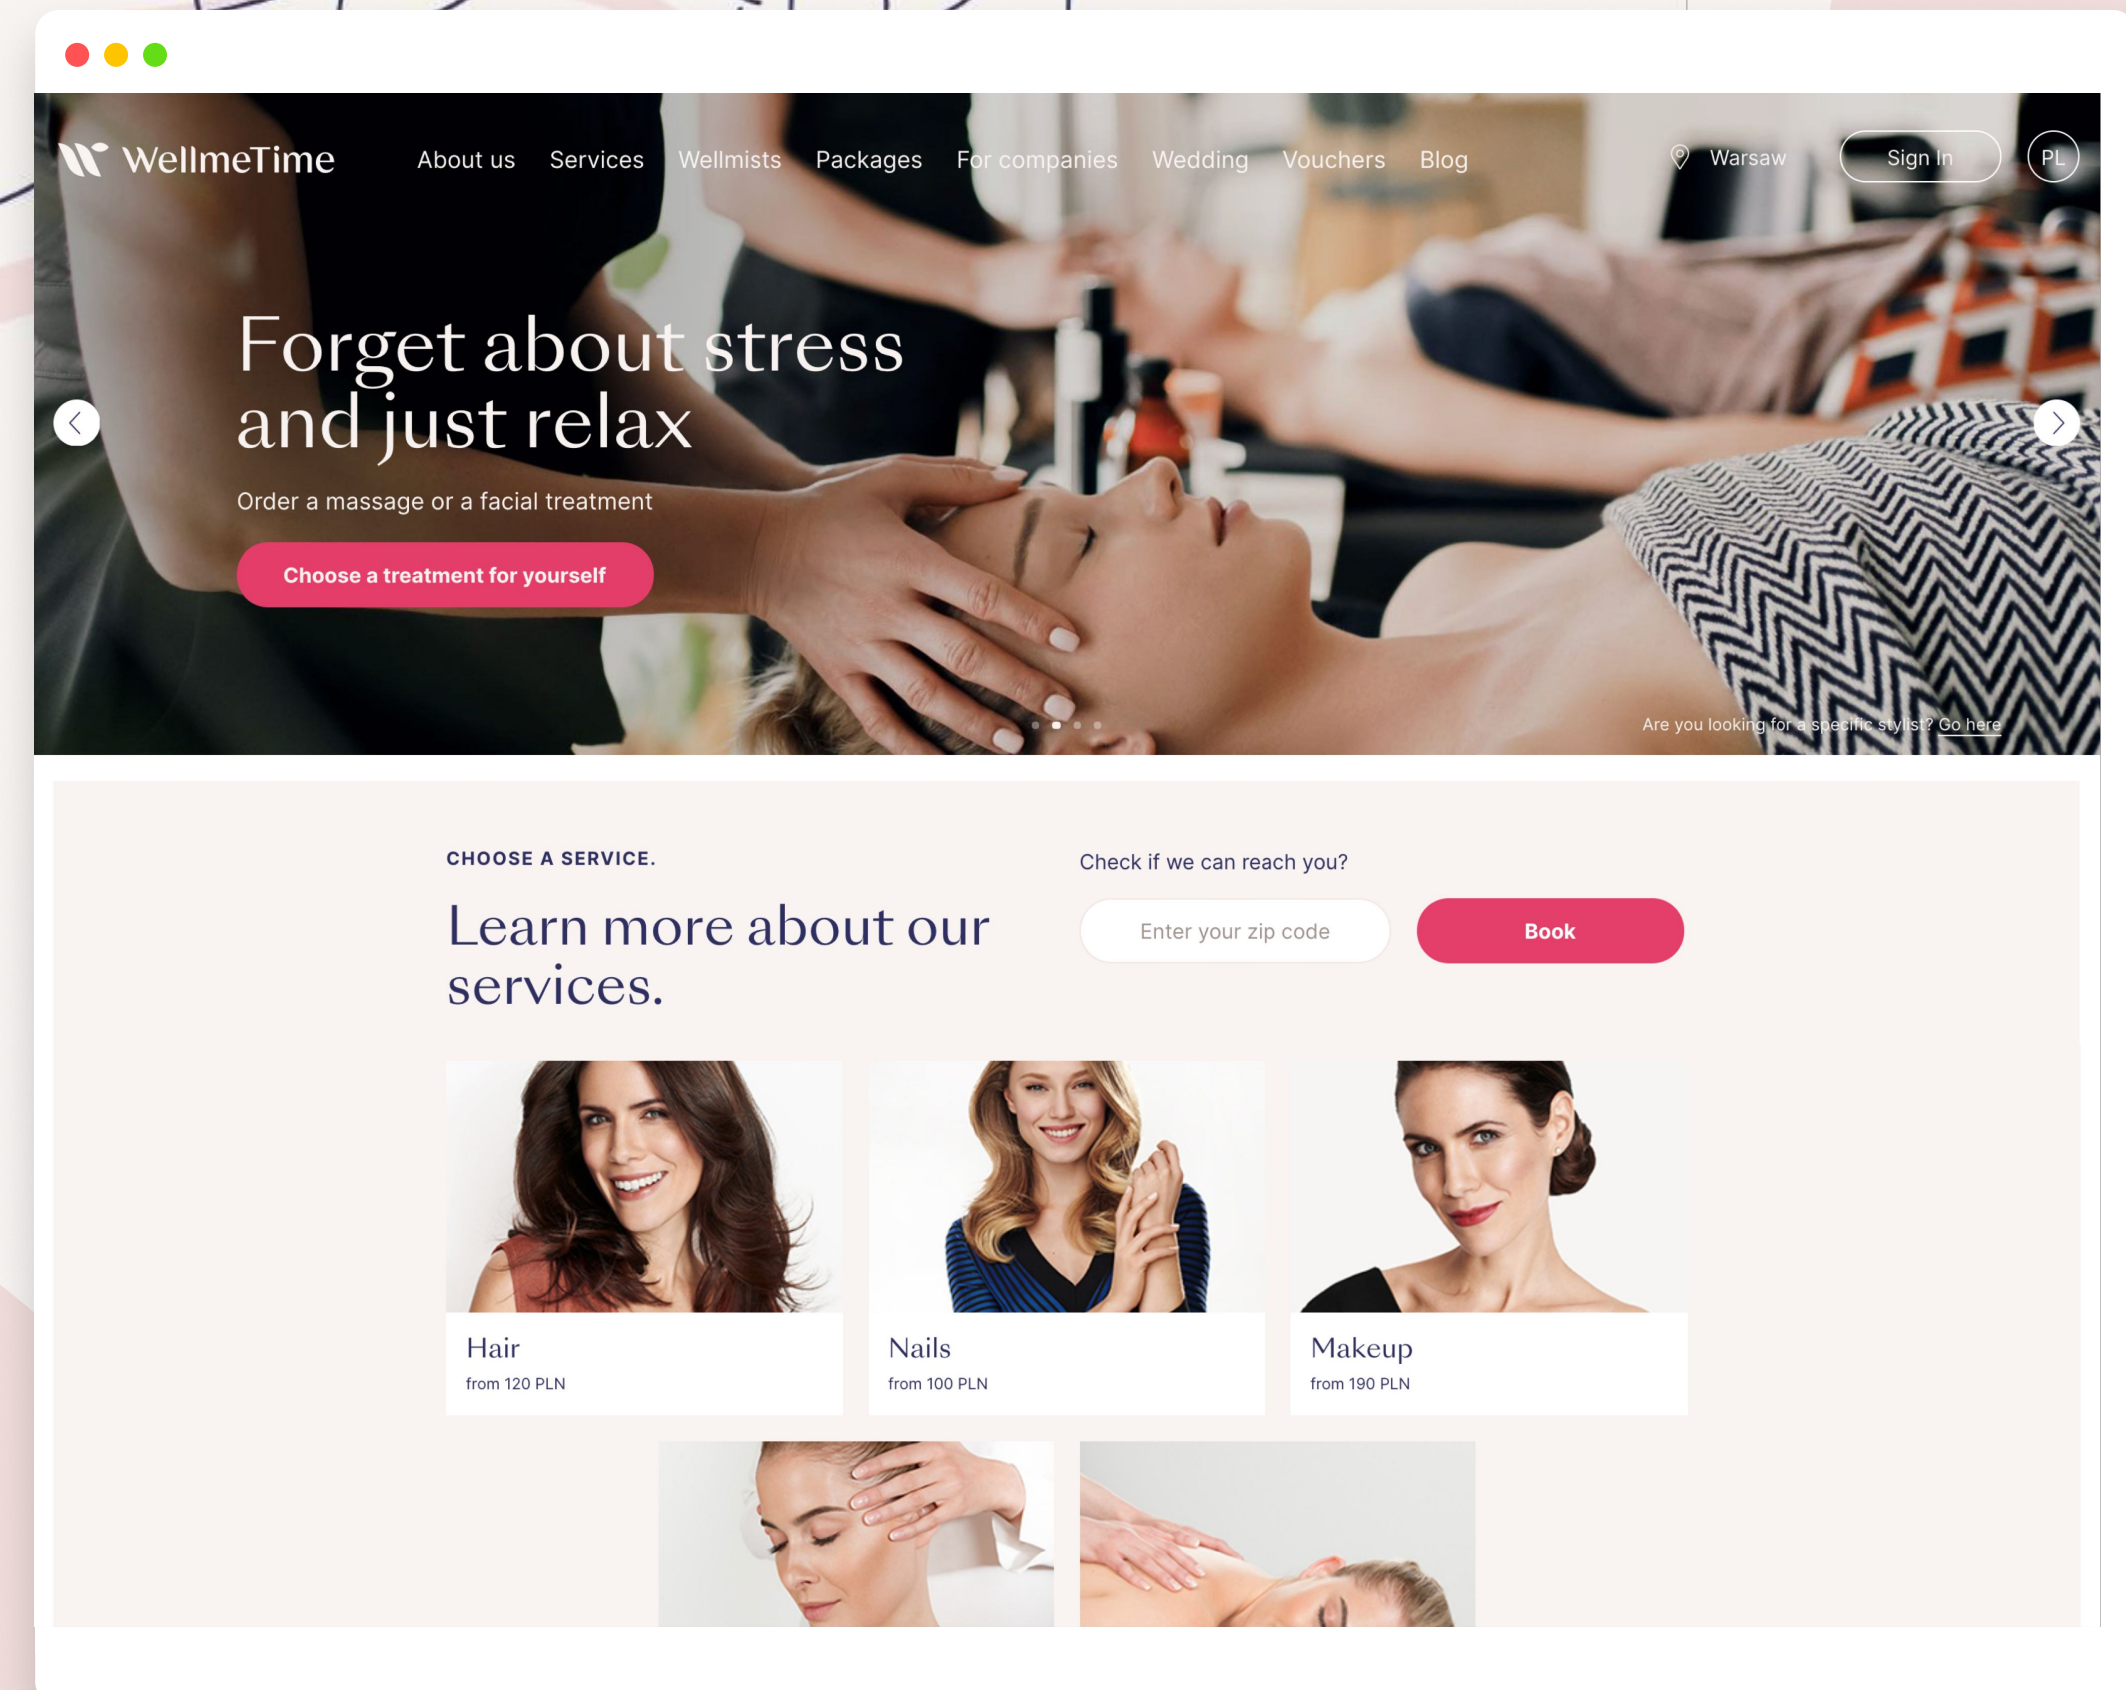 WellmeTime
About us Services Wellmists Packages For companies Wedding Vouchers Blog
Warsaw
Sign In
PL
Forget about stress
and just relax
Order a massage or a facial treatment
Choose a treatment for yourself
Are you looking for a specific stylist? Go here
CHOOSE A SERVICE.
Learn more about our
services.
Check if we can reach you?
Enter your zip code
Book
Hair
from 120 PLN
Nails
from 100 PLN
Makeup
from 190 PLN